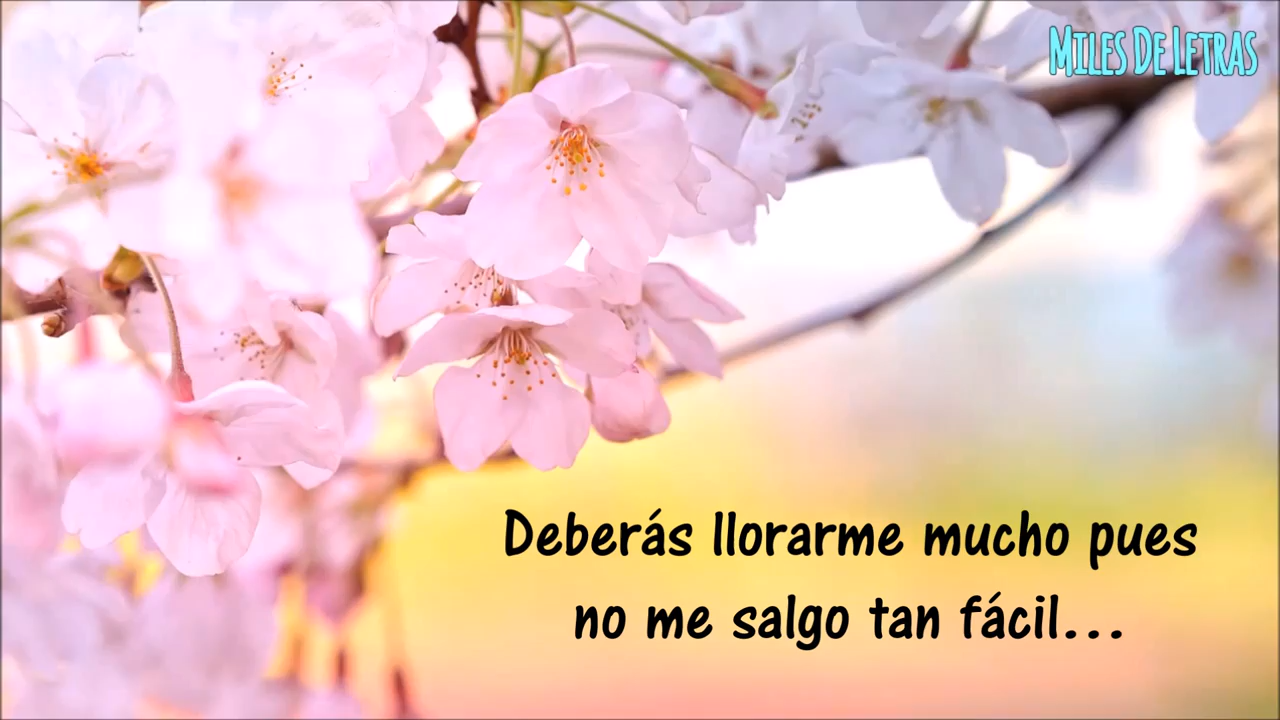 Miles De Letras
Deberás llorarme mucho pues
no me salgo tan fácil...